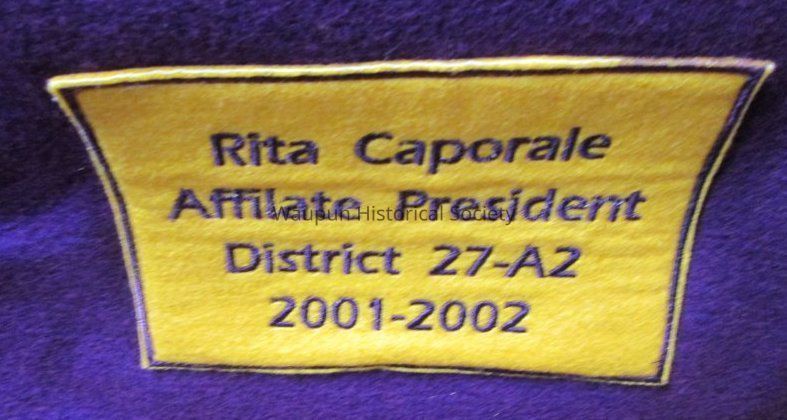 Rita Caporale
Affilate President
Waupun Historical Society
District 27-A2
2001-2002